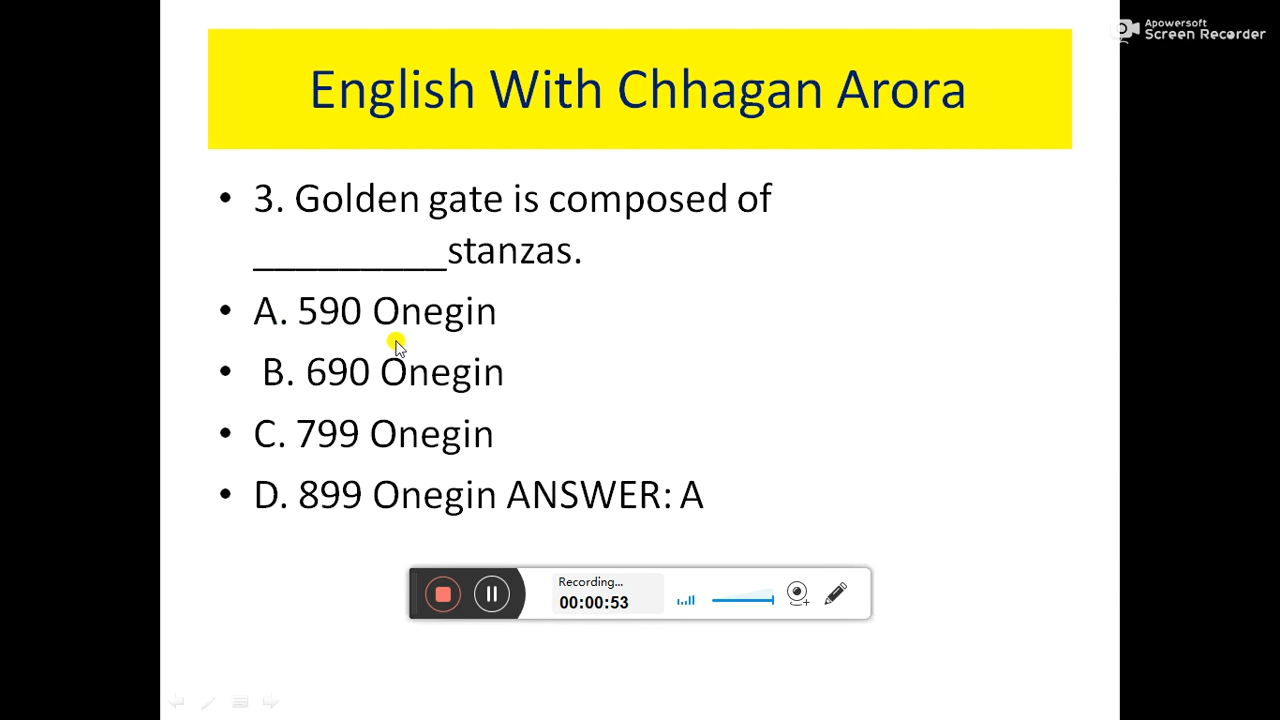 Apowersoft
Screen Recorder
English With Chhagan Arora
• 3. Golden gate is composed of
_________stanzas.
• A. 590 Onegin
• B. 690 Onegin
• C. 799 Onegin
• D. 899 Onegin ANSWER: A
Recording...
00:00:53